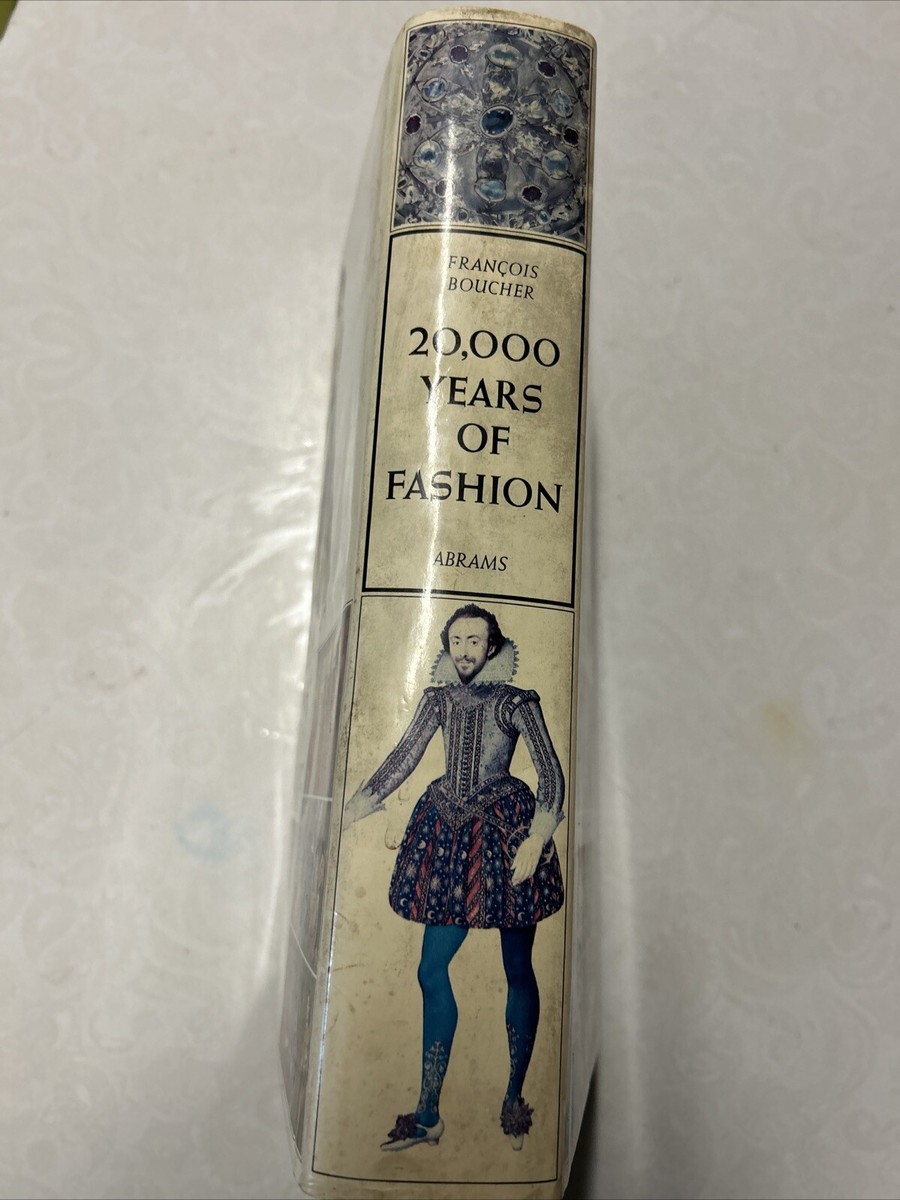 FRANÇOIS
BOUCHER
20,000
YEARS
OF
FASHION
ABRAMS